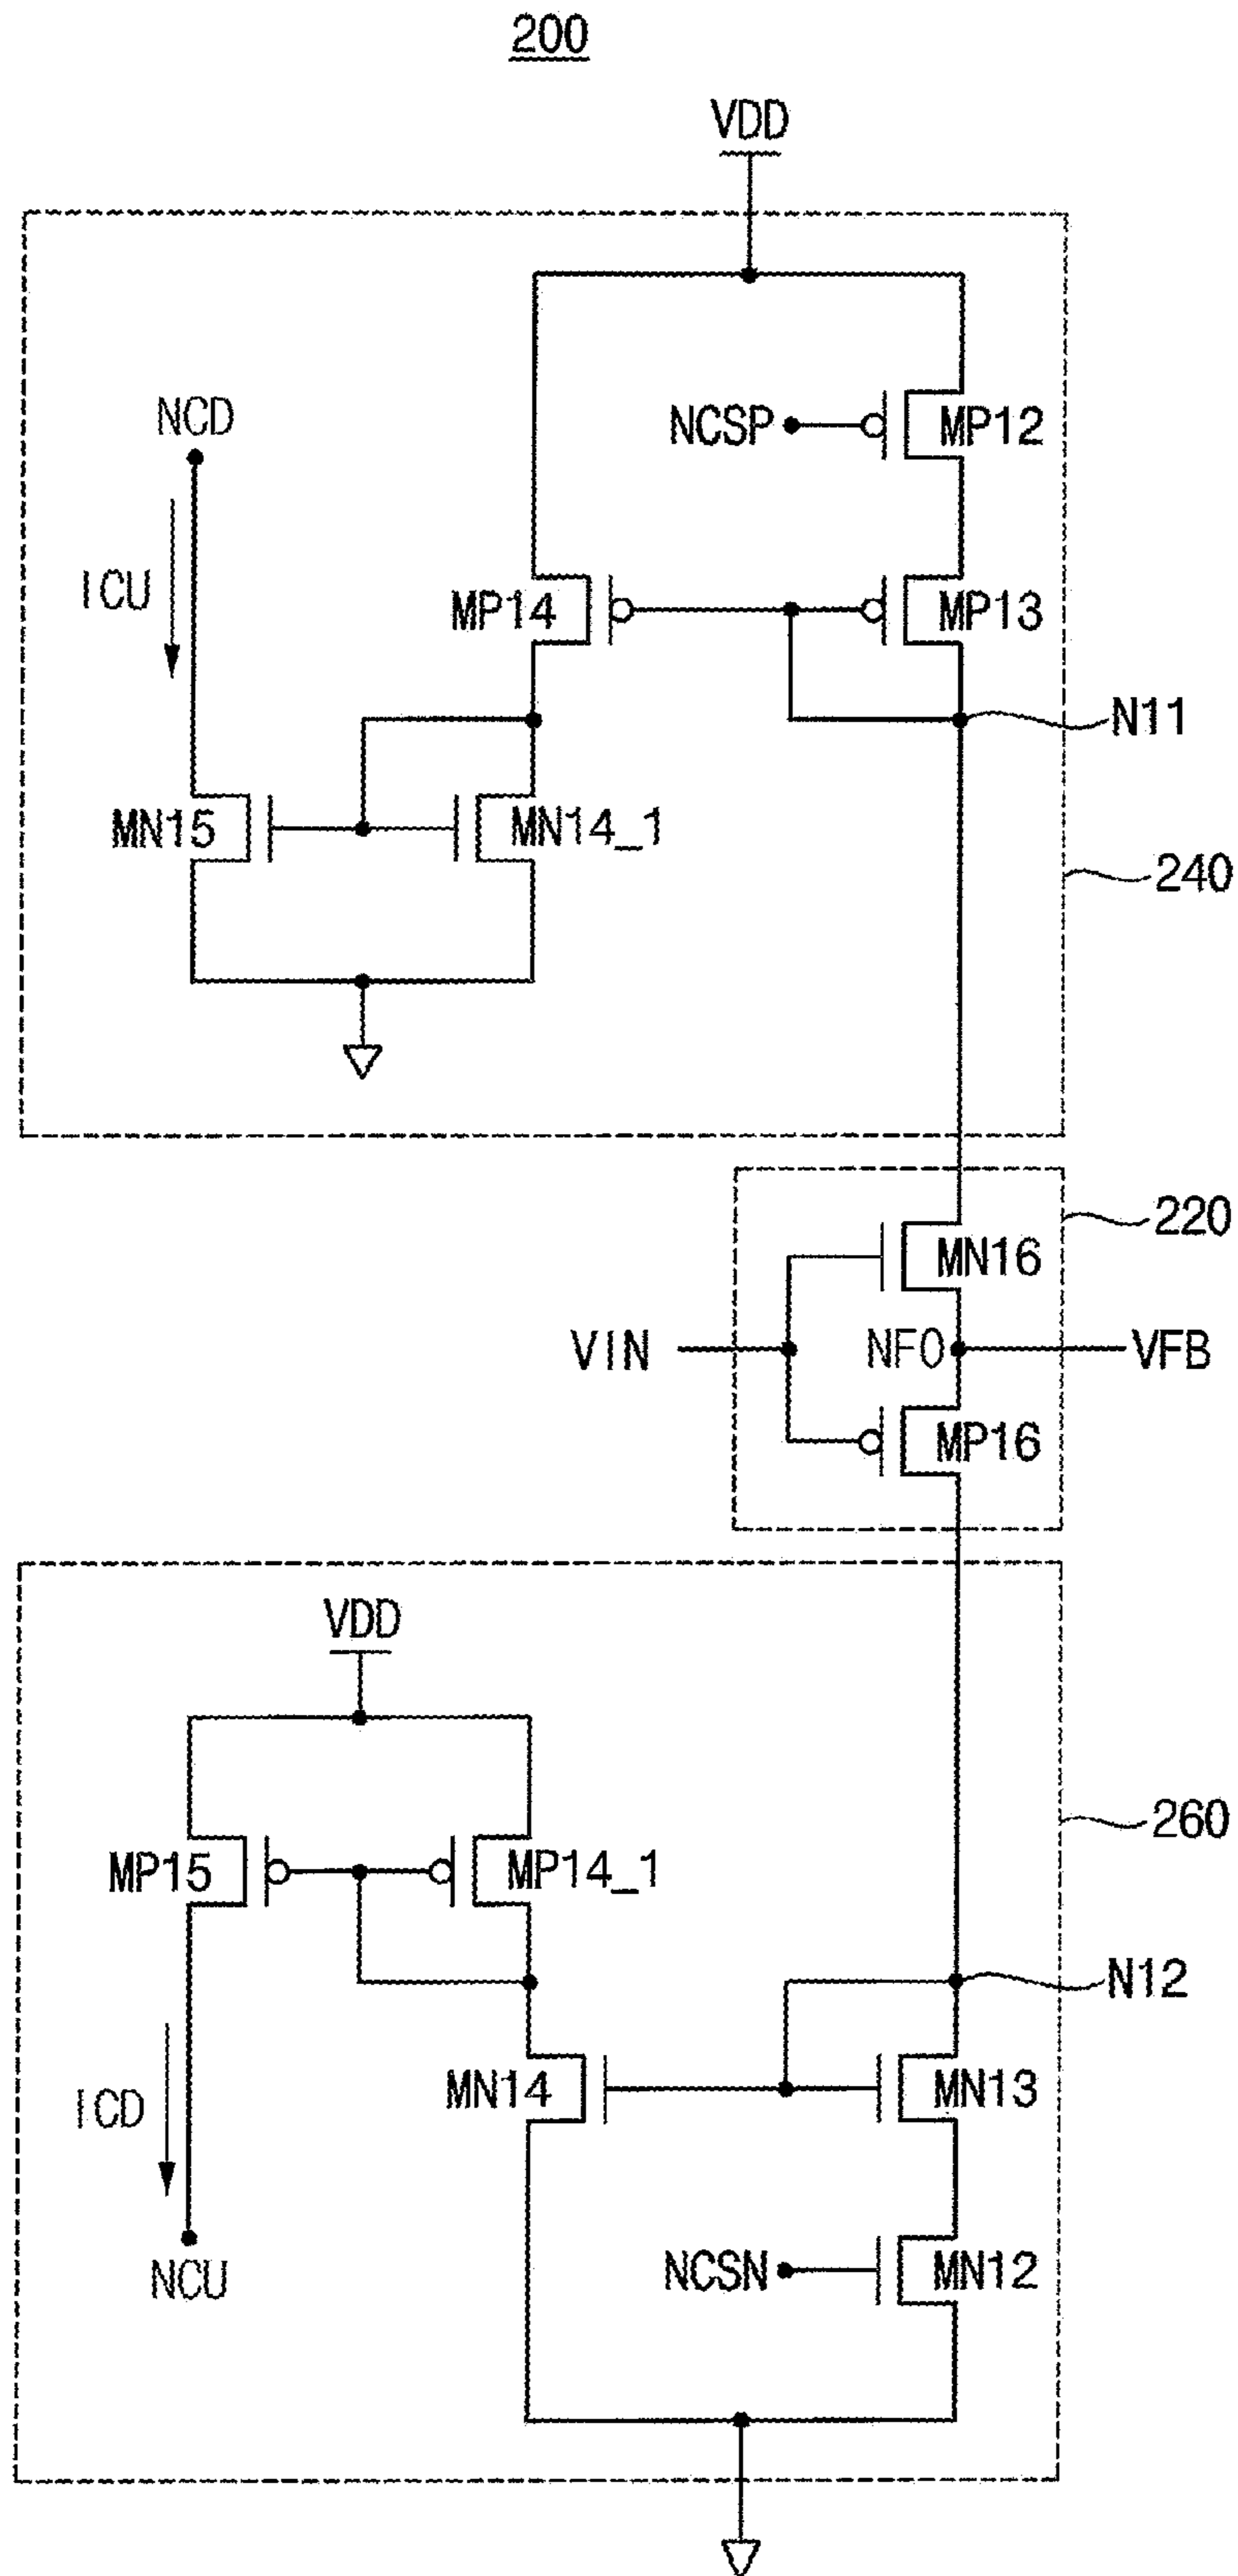 200
VDD
NCD
NCSP
MP12
ICU
MP14
MP13
N11
MN15
MN14_1
240
220
MN16
VIN
NFO
VFB
MP16
VDD
260
MP15
MP14_1
N12
ICD
MN14
MN13
NCU
NCSN
MN12